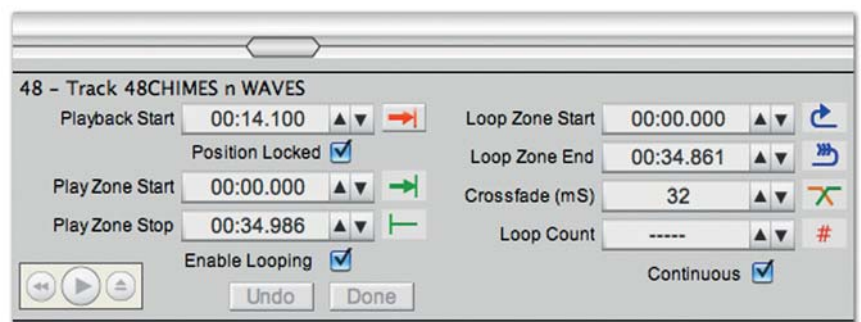 48 – Track 48CHIMES n WAVES
Playback Start 00:14.100
Position Locked
Play Zone Start 00:00.000
Play Zone Stop 00:34.986
Enable Looping
Undo Done
Loop Zone Start 00:00.000
Loop Zone End 00:34.861
Crossfade (mS) 32
Loop Count ----- #
Continuous